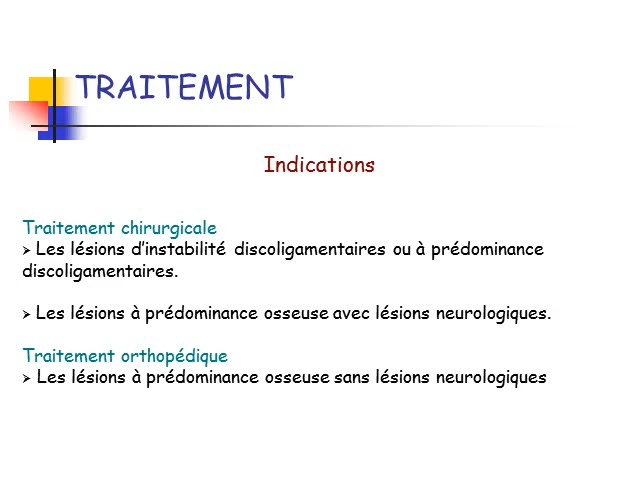 TRAITEMENT
Indications
Traitement chirurgicale
➢ Les lésions d’instabilité discoligamentaires ou à prédominance
discoligamentaires.
➢ Les lésions à prédominance osseuse avec lésions neurologiques.
Traitement orthopédique
➢ Les lésions à prédominance osseuse sans lésions neurologiques